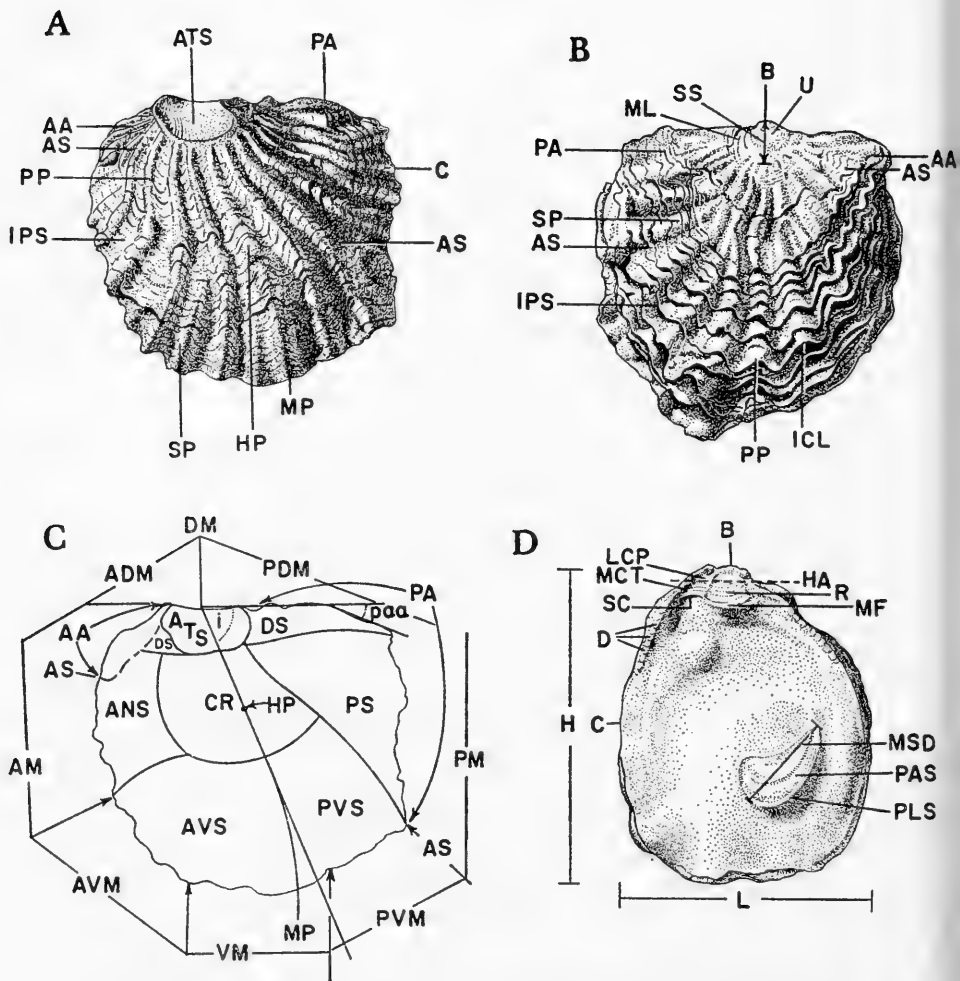 A
ATS
PA
AA
AS
PP
C
IPS
AS
SP
HP
MP
B
B
U
SS
ML
PA
AA
AS
SP
AS
IPS
PP
ICL
C
DM
ADM
PDM
PA
paa
AA
ATS
i
DS
DS
AS
ANS
CR
HP
PS
AM
PM
AVS
PVS
AS
AVM
MP
PVM
VM
D
B
LCP
MCT
HA
R
SC
MF
D
H
C
MSD
PAS
PLS
L